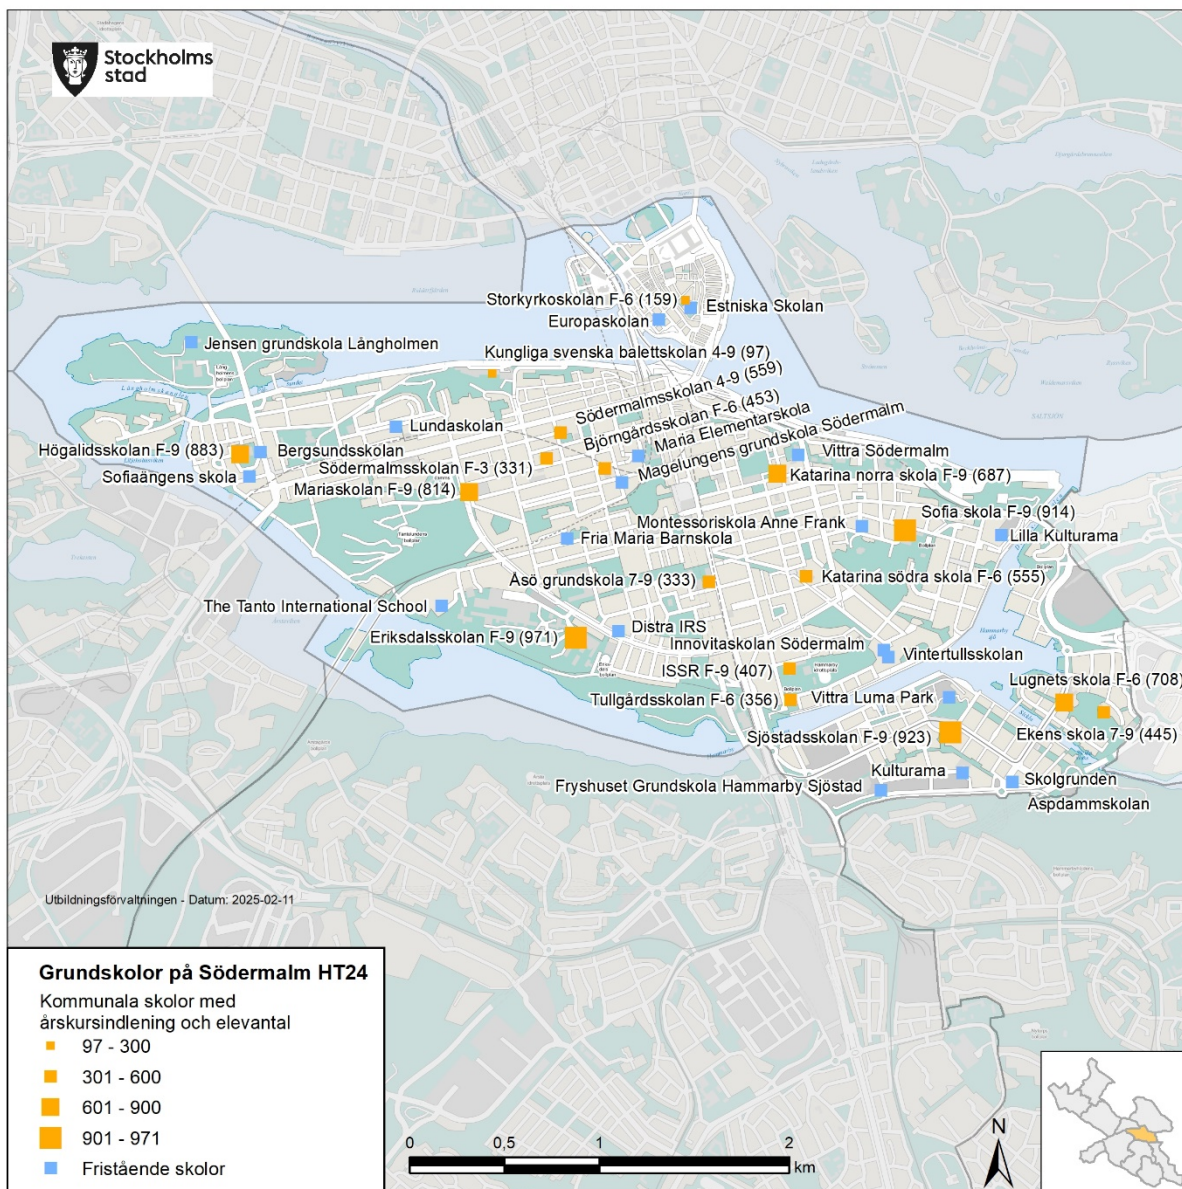 Stockholms
stad
Storkyrkoskolan F-6 (159)
Estniska Skolan
Europaskolan
Jensen grundskola Långholmen
Kungliga svenska balettskolan 4-9 (97)
Södermalmsskolan 4-9 (559)
Björngårdsskolan F-6 (453)
Maria Elementarskola
Magelungens grundskola Södermalm
Lundaskolan
Högalidsskolan F-9 (883)
Bergsundsskolan
Sofiaängens skola
Södermalmsskolan F-3 (331)
Mariaskolan F-9 (814)
Vittra Södermalm
Katarina norra skola F-9 (687)
Sofia skola F-9 (914)
Montessoriskola Anne Frank
Lilla Kulturama
Fria Maria Barnskola
Åsö grundskola 7-9 (333)
Katarina södra skola F-6 (555)
The Tanto International School
Eriksdalsskolan F-9 (971)
Distra IRS
Innovitaskolan Södermalm
Vintertullsskolan
ISSR F-9 (407)
Lugnets skola F-6 (708)
Tullgårdsskolan F-6 (356)
Vittra Luma Park
Ekens skola 7-9 (445)
Sjöstadsskolan F-9 (923)
Kulturama
Skolgrunden
Fryshuset Grundskola Hammarby Sjöstad
Aspdammskolan
Utbildningsförvaltningen - Datum: 2025-02-11
Grundskolor på Södermalm HT24
Kommunala skolor med
årskursindlening och elevantal
97 - 300
301 - 600
601 - 900
901 - 971
Fristående skolor
0 0,5 1 2
km
N